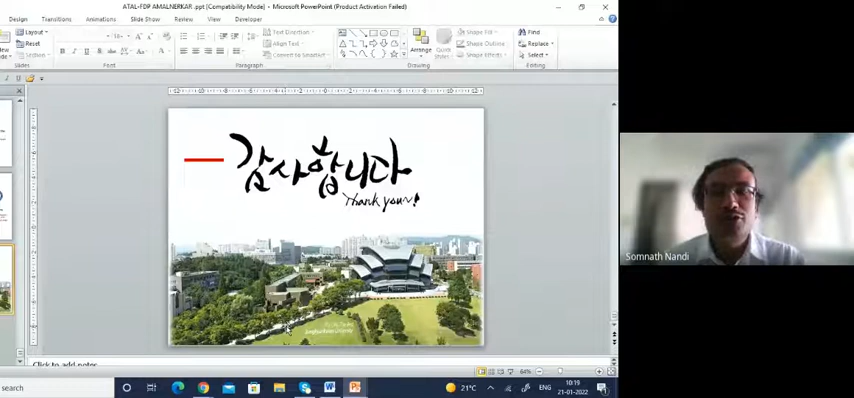 ATAL-FDP AMALNERKAR .ppt [Compatibility Mode] - Microsoft PowerPoint (Product Activation Failed)
Design Transitions Animations Slide Show Review View Developer
Layout
Reset
Section
Slides
Font
Text Direction
Align Text
Convert to SmartArt
Paragraph
Arrange
Quick
Styles
Shape Fill
Shape Outline
Shape Effects
Drawing
Find
Replace
Select
Editing
감사합니다
Thank you~!
Somnath Nandi
Click to add notes
64%
search
21°C
ENG
10:19
21-01-2022